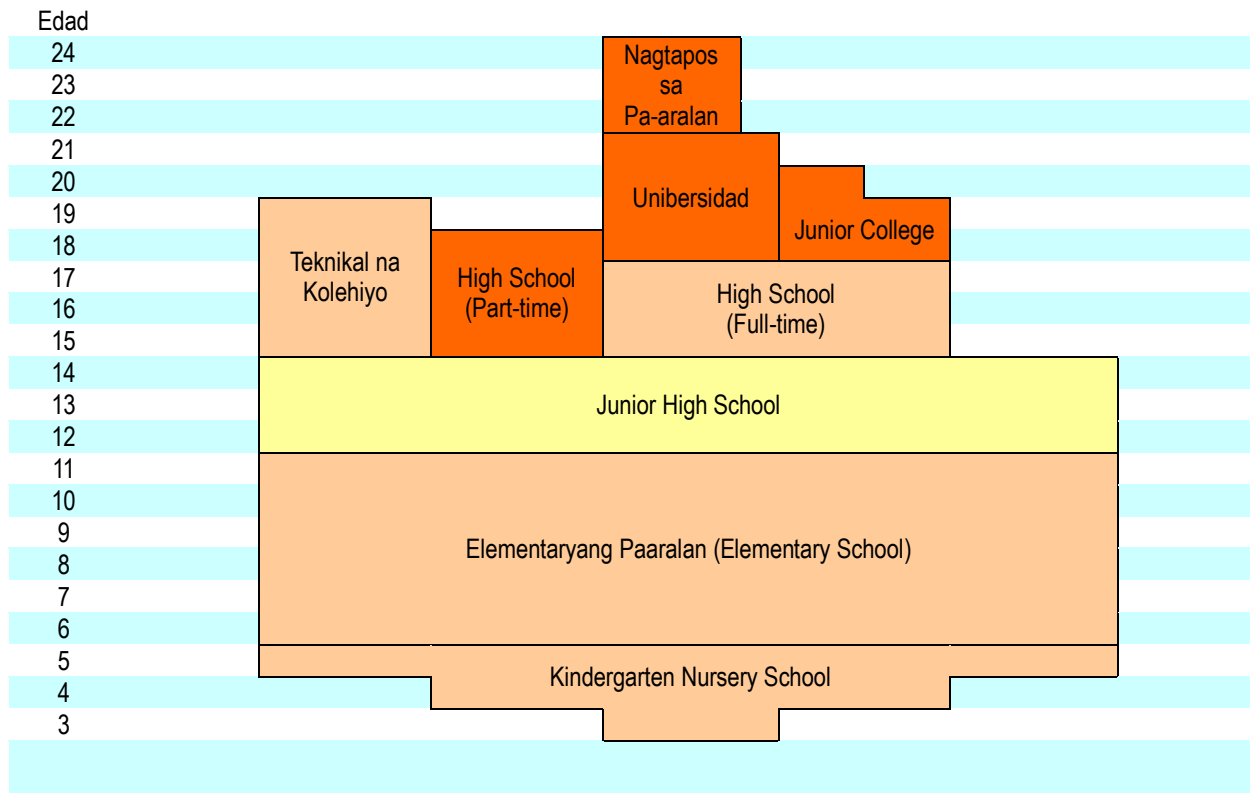 Edad
24
23
22
21
20
19
18
17
16
15
14
13
12
11
10
9
8
7
6
5
4
3
Nagtapos
sa
Pa-aralan
Unibersidad
Junior College
Teknikal na
Kolehiyo
High School
(Part-time)
High School
(Full-time)
Junior High School
Elementaryang Paaralan (Elementary School)
Kindergarten Nursery School